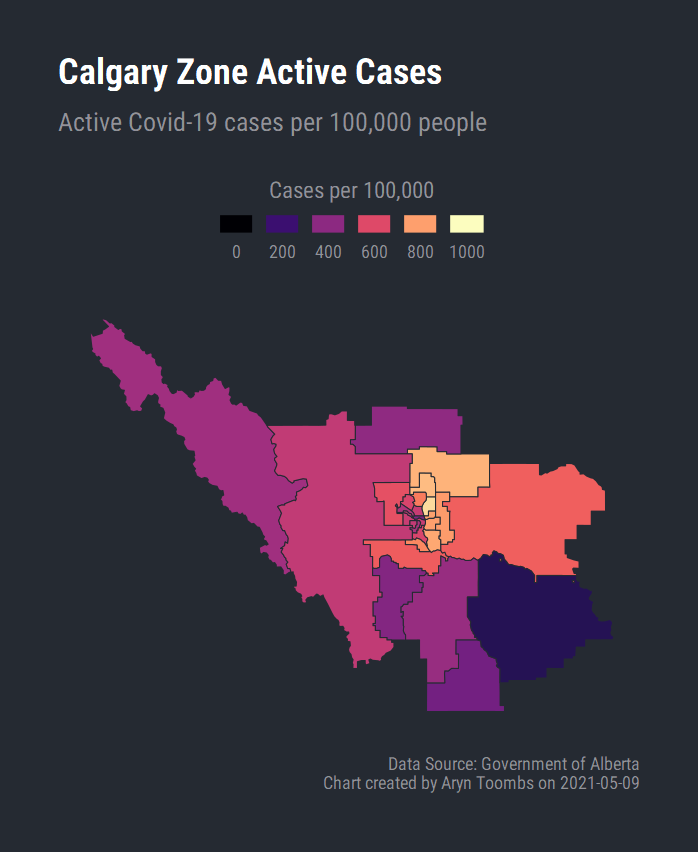 Calgary Zone Active Cases
Active Covid-19 cases per 100,000 people
Cases per 100,000
0 200 400 600 800 1000
Data Source: Government of Alberta
Chart created by Aryn Toombs on 2021-05-09